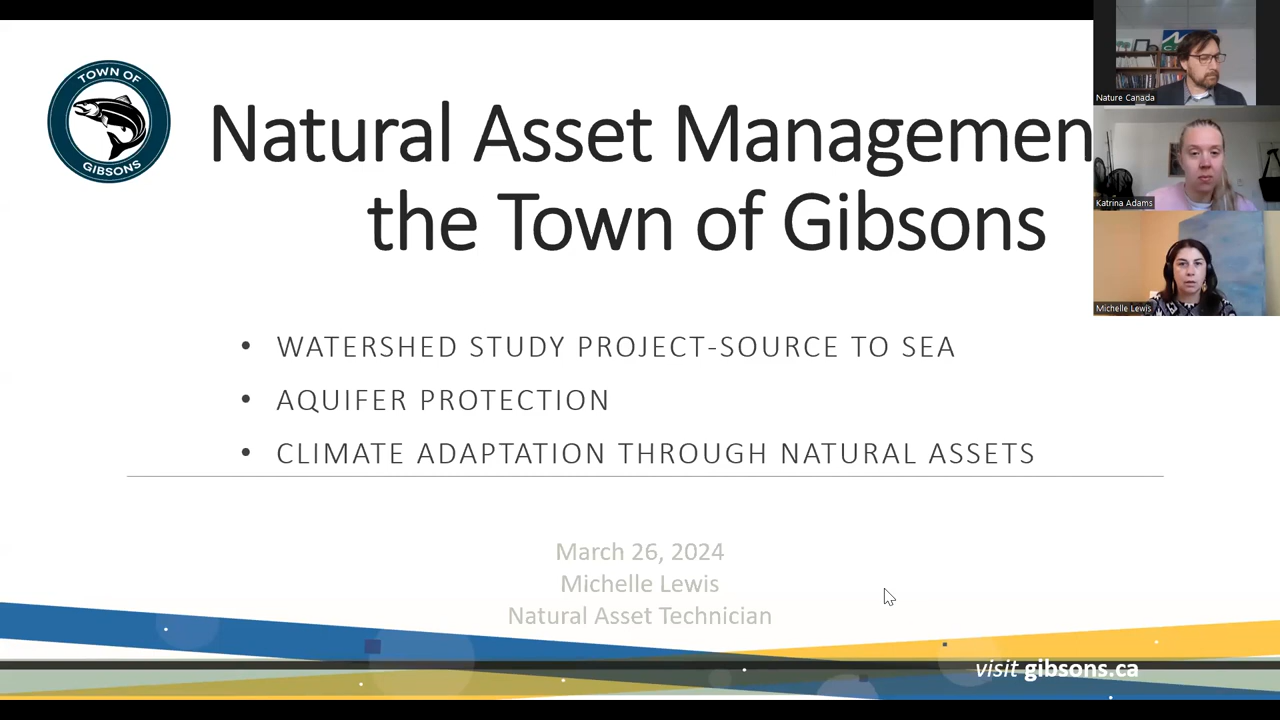 TOWN OF
GIBSONS
Natural Asset Managemen
the Town of Gibsons
• WATERSHED STUDY PROJECT-SOURCE TO SEA
• AQUIFER PROTECTION
• CLIMATE ADAPTATION THROUGH NATURAL ASSETS
March 26, 2024
Michelle Lewis
Natural Asset Technician
visit gibsons.ca
Nature Canada
Katrina Adams
Michelle Lewis